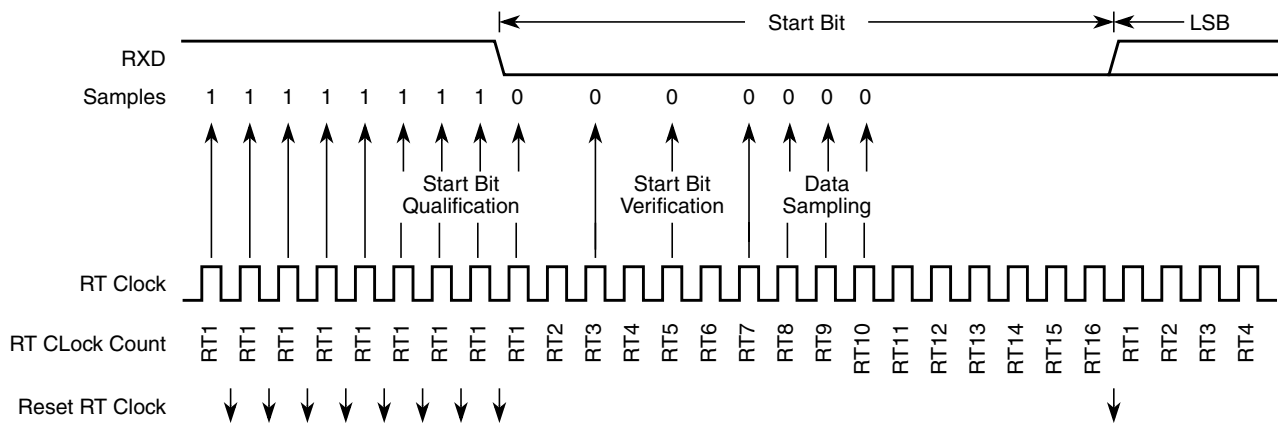 Start Bit LSB
RXD
Samples 1 1 1 1 1 1 1 1 0 0 0 0 0 0 0
Start Bit Qualification
Start Bit Verification
Data Sampling
RT Clock
RT CLock Count RT1 RT1 RT1 RT1 RT1 RT1 RT1 RT1 RT1 RT2 RT3 RT4 RT5 RT6 RT7 RT8 RT9 RT10 RT11 RT12 RT13 RT14 RT15 RT16 RT1 RT2 RT3 RT4
Reset RT Clock